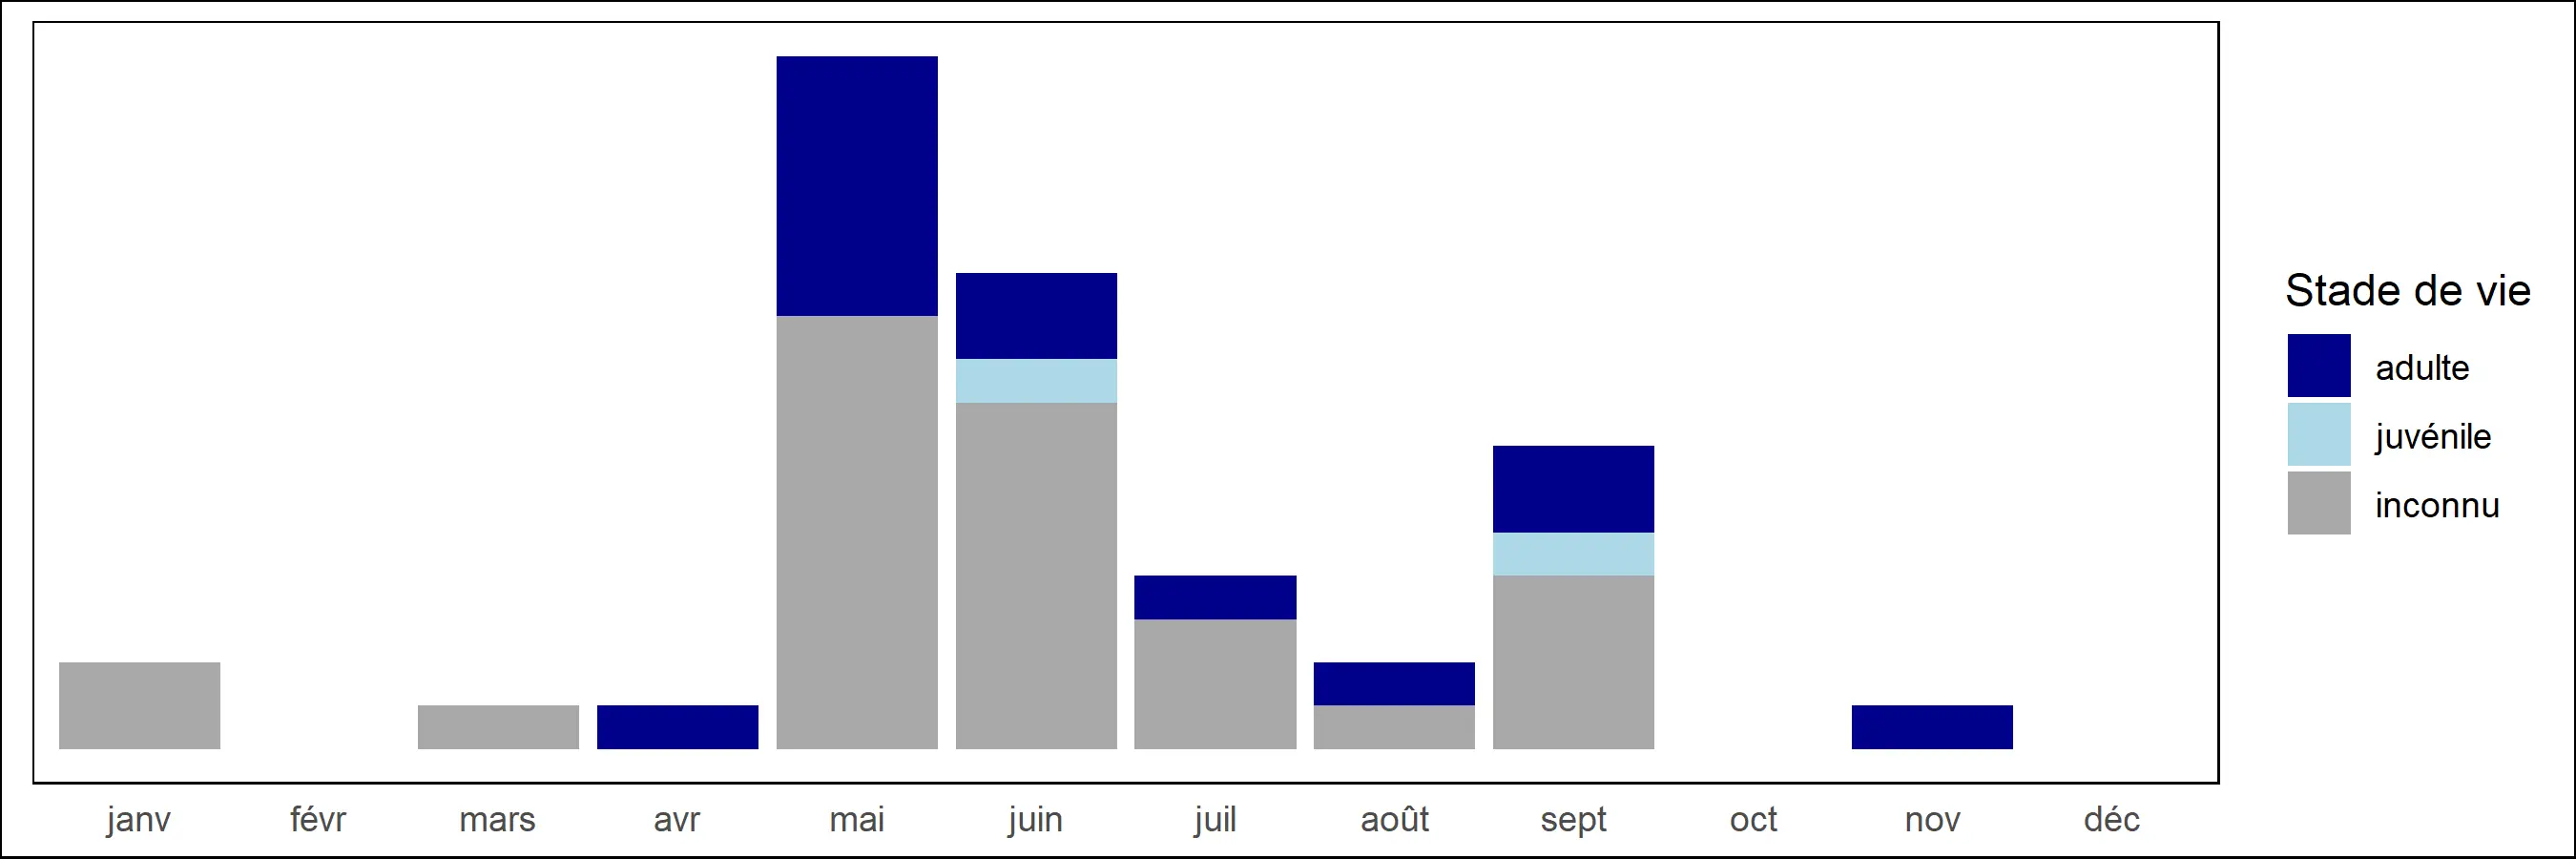 Stade de vie
adulte
juvénile
inconnu
janv févr mars avr mai juin juil août sept oct nov déc